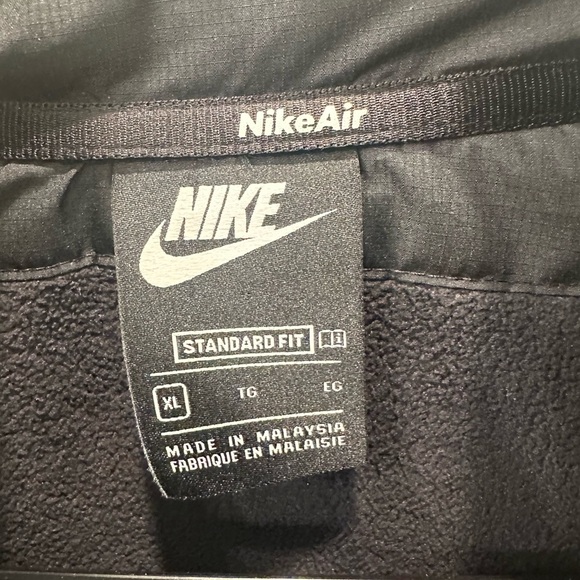 NikeAir
NIKE
STANDARD FIT
XL TG EG
MADE IN MALAYSIA
FABRIQUE EN MALAISIE